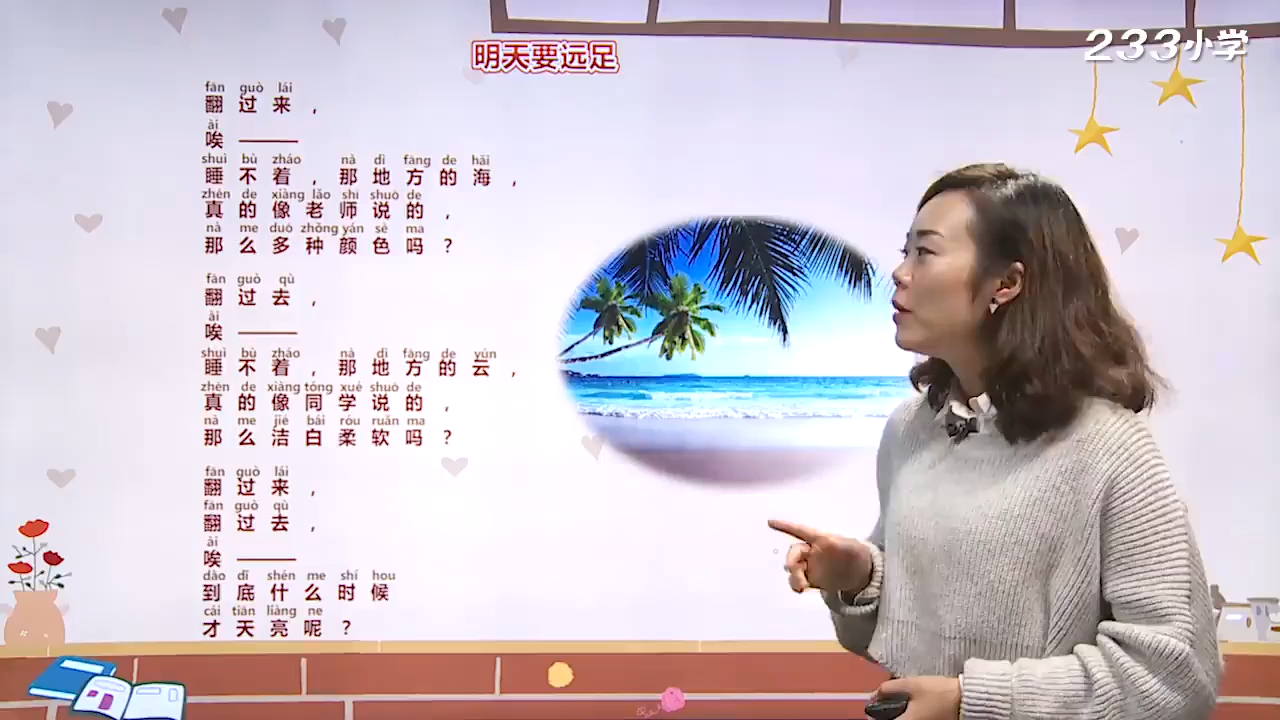 233小学
明天要远足
fān guò lái
翻过来，
ài
唉——
shuì bù zháo nà dì fāng de hǎi
睡不着，那地方的海，
zhēn de xiàng lǎo shī shuō de
真的像老师说的，
nà me duō zhǒng yán sè ma
那么多种颜色吗？
fān guò qù
翻过去，
ài
唉——
shuì bù zháo nà dì fāng de yún
睡不着，那地方的云，
zhēn de xiàng tóng xué shuō de
真的像同学说的，
nà me jié bái róu ruǎn ma
那么洁白柔软吗？
fān guò lái
翻过来，
fān guò qù
翻过去，
ài
唉——
dào dǐ shén me shí hou
到底什么时候
cái tiān liàng ne
才天亮呢？